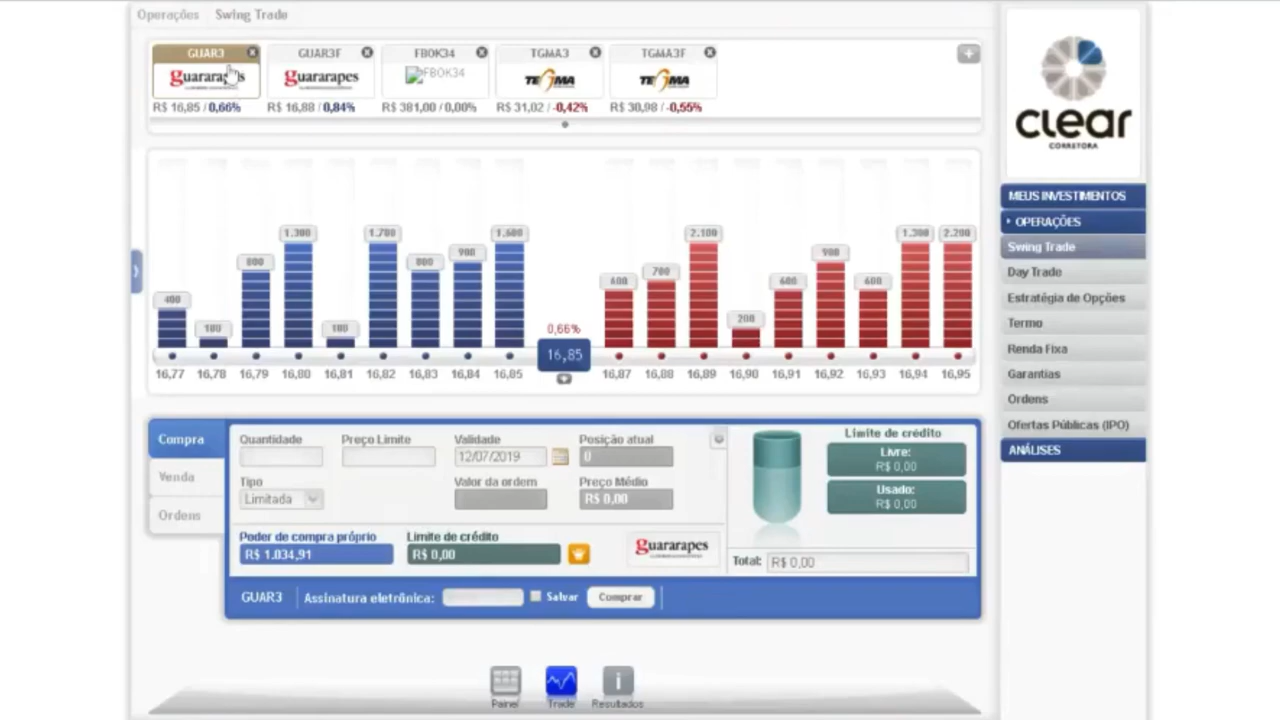 Operações Swing Trade
GUAR3 GUAR3F FBOK34 TGMA3 TGMA3F
guararapes guararapes FBOK34 TEGMA TEGMA
R$ 16,85 / 0,66% R$ 16,88 / 0,84% R$ 381,00 / 0,00% R$ 31,02 / -0,42% R$ 30,98 / -0,55%
clear
CORRETORA
MEUS INVESTIMENTOS
OPERAÇÕES
Swing Trade
Day Trade
Estratégia de Opções
Termo
Renda Fixa
Garantias
Ordens
Ofertas Públicas (IPO)
ANÁLISES
400 100 800 1.300 100 1.700 800 900 1.600 600 700 2.100 200 600 900 600 1.300 2.200
0,66%
16,85
16,77 16,78 16,79 16,80 16,81 16,82 16,83 16,84 16,85 16,87 16,88 16,89 16,90 16,91 16,92 16,93 16,94 16,95
Compra
Venda
Ordens
Quantidade Preço Limite Validade Posição atual
12/07/2019 0
Tipo Valor da ordem Preço Médio
Limitada R$ 0,00
Poder de compra próprio Limite de crédito
R$ 1.034,91 R$ 0,00
guararapes
Limite de crédito
Livre:
R$ 0,00
Usado:
R$ 0,00
Total: R$ 0,00
GUAR3 Assinatura eletrônica: Salvar Comprar
Painel Trade Resultados